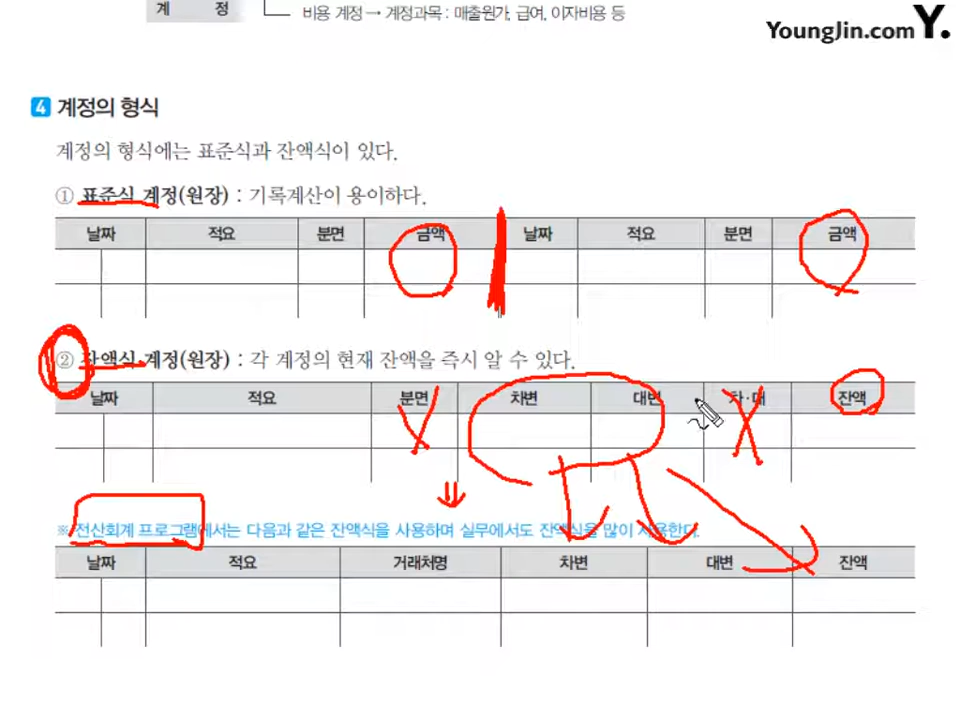 계 정
비용 계정 → 계정과목 : 매출원가, 급여, 이자비용 등
YoungJin.com Y.
4 계정의 형식
계정의 형식에는 표준식과 잔액식이 있다.
① 표준식 계정(원장) : 기록계산이 용이하다.
날짜 적요 분면 금액 날짜 적요 분면 금액
② 잔액식 계정(원장) : 각 계정의 현재 잔액을 즉시 알 수 있다.
날짜 적요 분면 차변 대변 차·대 잔액
※ 전산회계 프로그램에서는 다음과 같은 잔액식을 사용하며 실무에서도 잔액식을 많이 사용한다.
날짜 적요 거래처명 차변 대변 잔액